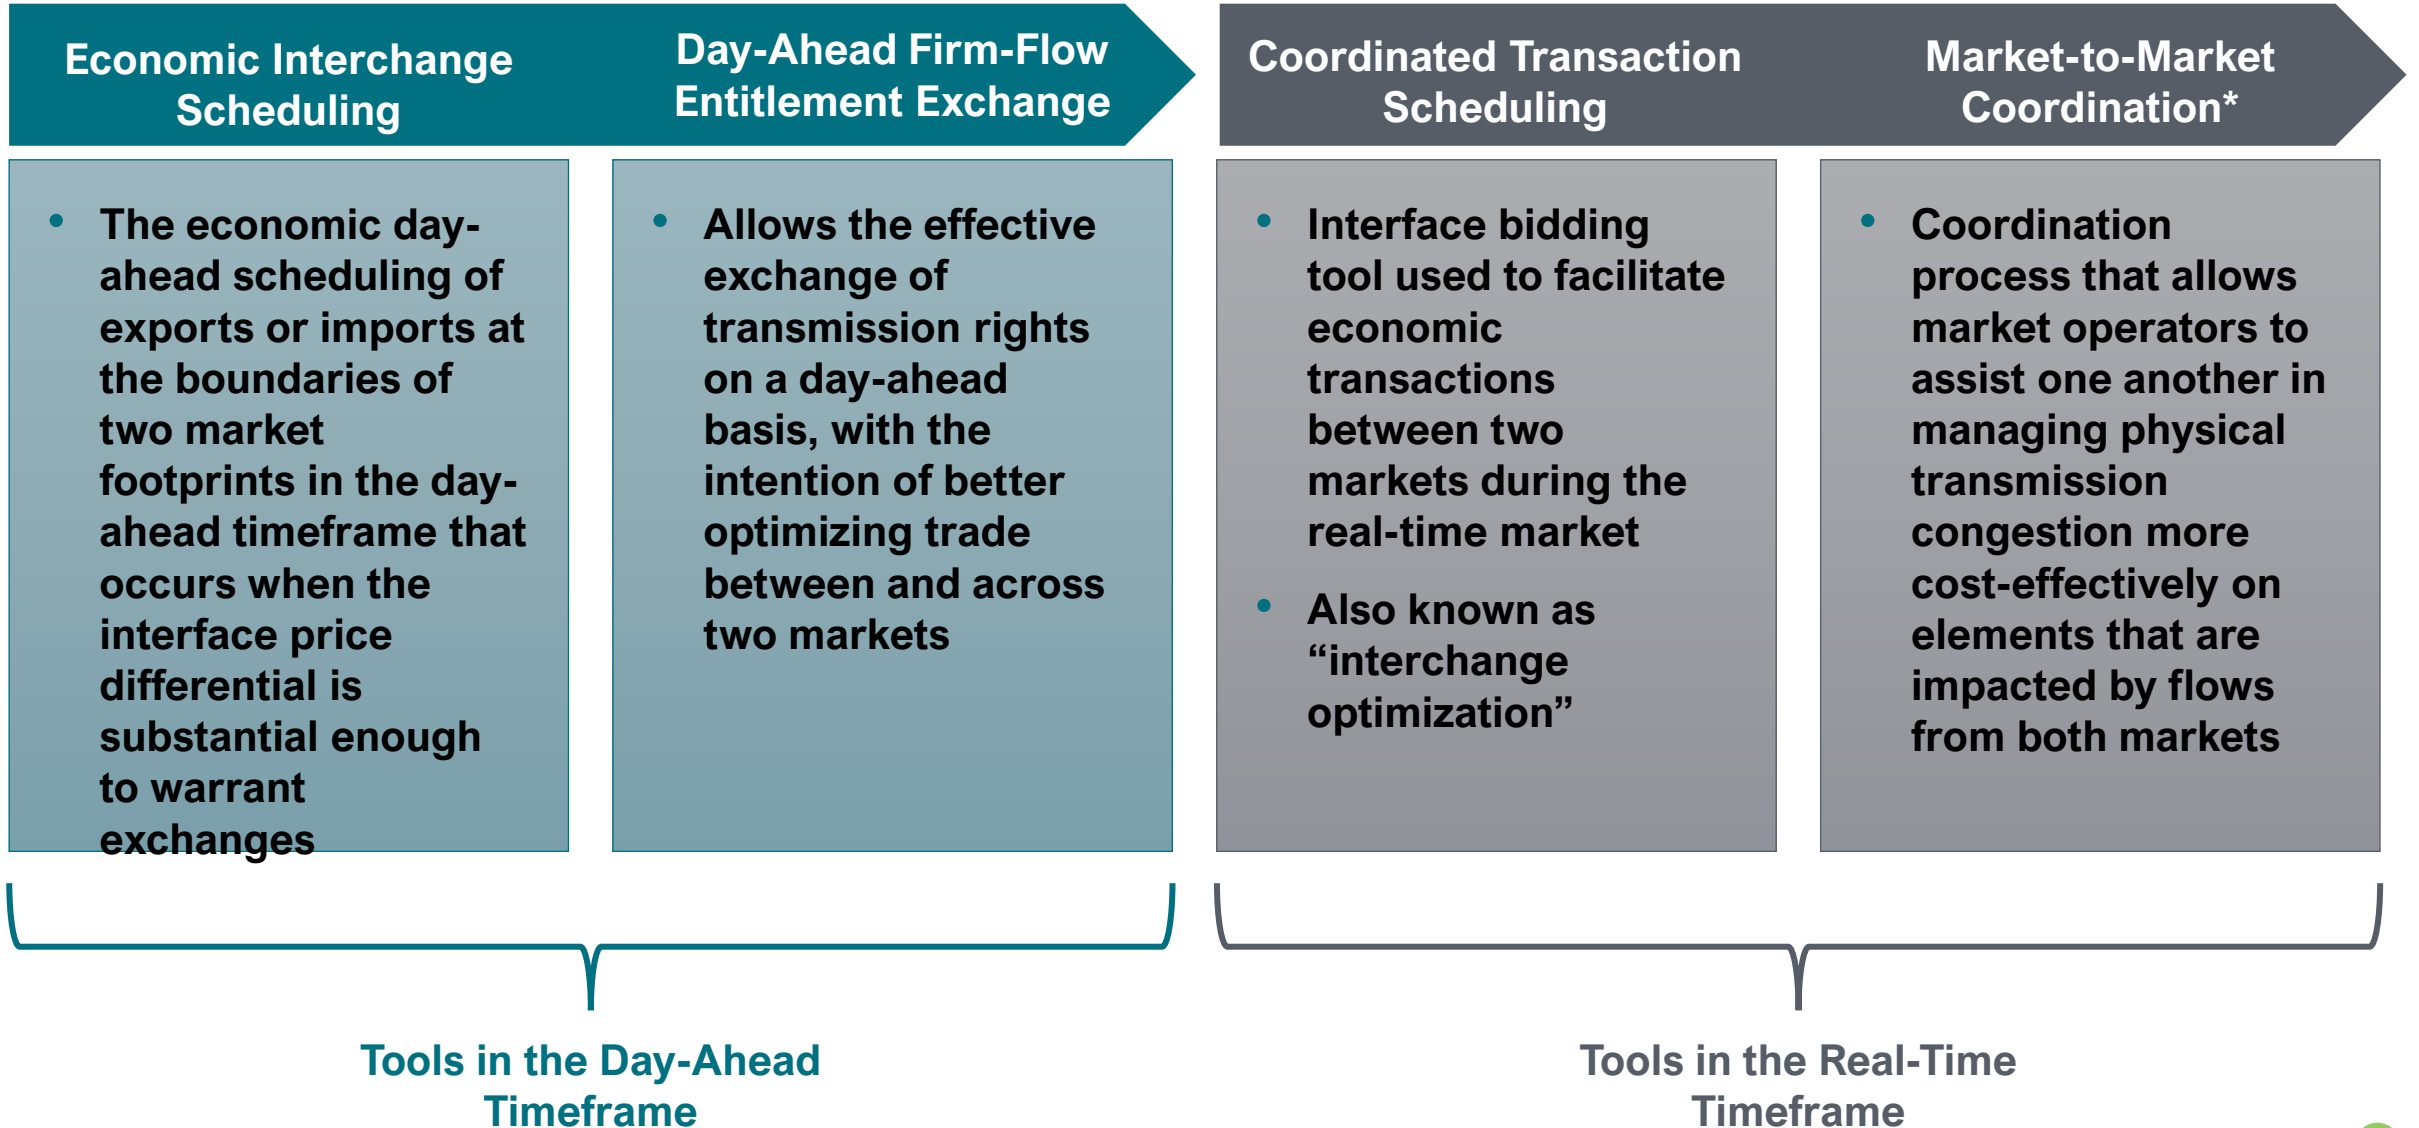 Economic Interchange
Scheduling
Day-Ahead Firm-Flow
Entitlement Exchange
Coordinated Transaction
Scheduling
Market-to-Market
Coordination*
• The economic day-
ahead scheduling of
exports or imports at
the boundaries of
two market
footprints in the day-
ahead timeframe that
occurs when the
interface price
differential is
substantial enough
to warrant
exchanges
• Allows the effective
exchange of
transmission rights
on a day-ahead
basis, with the
intention of better
optimizing trade
between and across
two markets
• Interface bidding
tool used to facilitate
economic
transactions
between two
markets during the
real-time market
• Also known as
“interchange
optimization”
• Coordination
process that allows
market operators to
assist one another in
managing physical
transmission
congestion more
cost-effectively on
elements that are
impacted by flows
from both markets
Tools in the Day-Ahead
Timeframe
Tools in the Real-Time
Timeframe